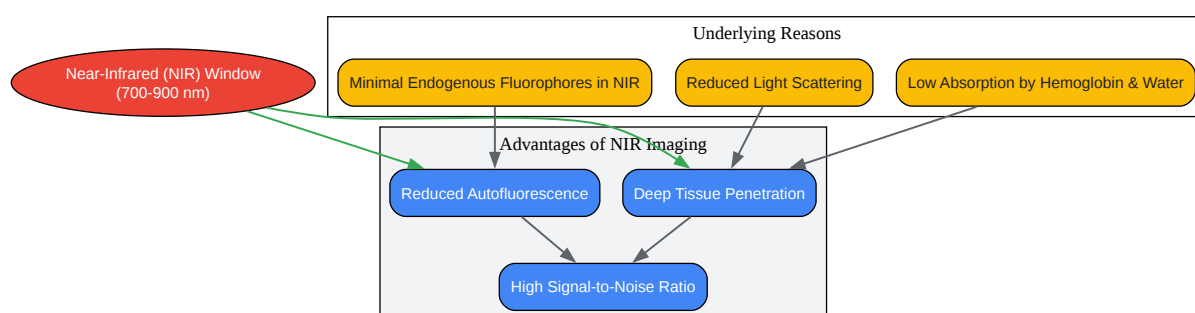 Underlying Reasons
Near-Infrared (NIR) Window
(700-900 nm)
Minimal Endogenous Fluorophores in NIR
Reduced Light Scattering
Low Absorption by Hemoglobin & Water
Advantages of NIR Imaging
Reduced Autofluorescence
Deep Tissue Penetration
High Signal-to-Noise Ratio